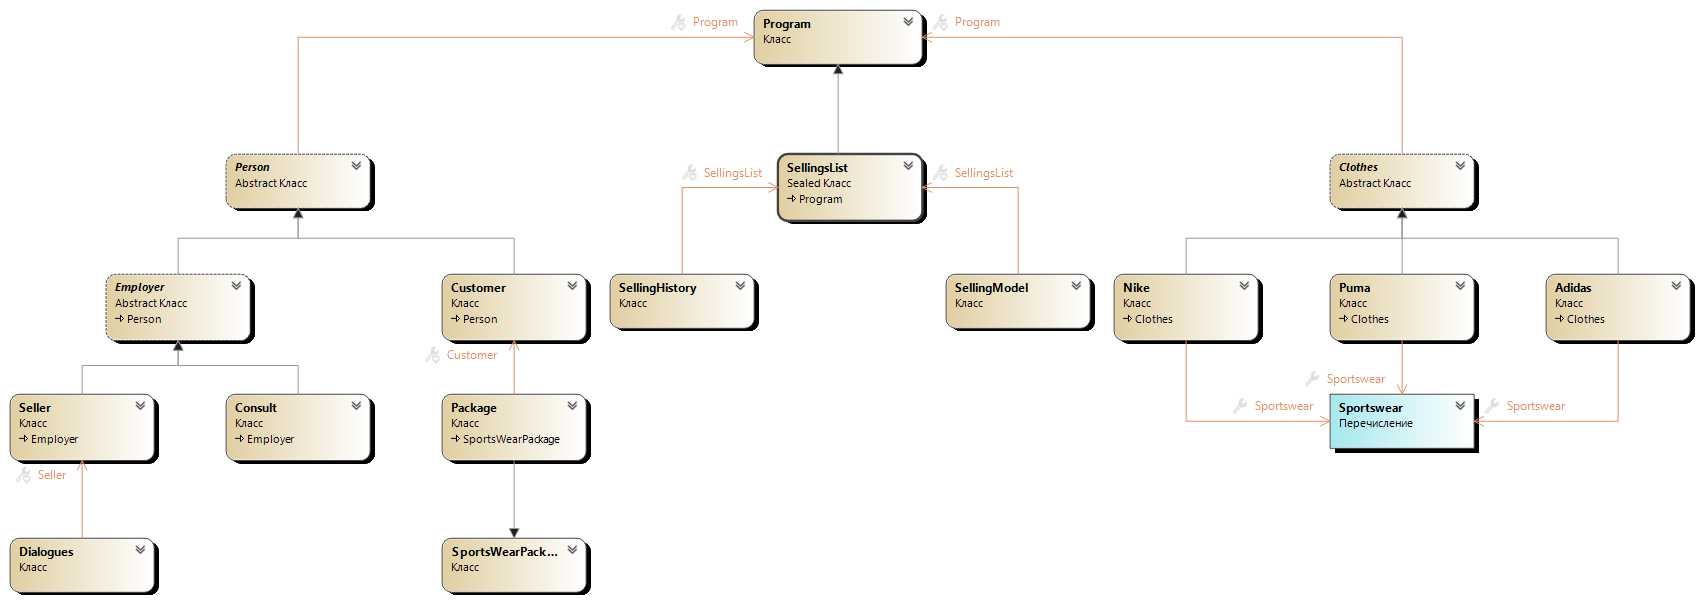 Program
Program
Класс
Program
Person
Abstract Класс
SellingsList
SellingsList
Sealed Класс
Program
SellingsList
Clothes
Abstract Класс
Employer
Abstract Класс
Person
Customer
Класс
Person
SellingHistory
Класс
SellingModel
Класс
Nike
Класс
Clothes
Puma
Класс
Clothes
Adidas
Класс
Clothes
Customer
Sportswear
Sportswear
Sportswear
Seller
Класс
Employer
Consult
Класс
Employer
Package
Класс
SportsWearPackage
Sportswear
Перечисление
Seller
Dialogues
Класс
SportsWearPack...
Класс